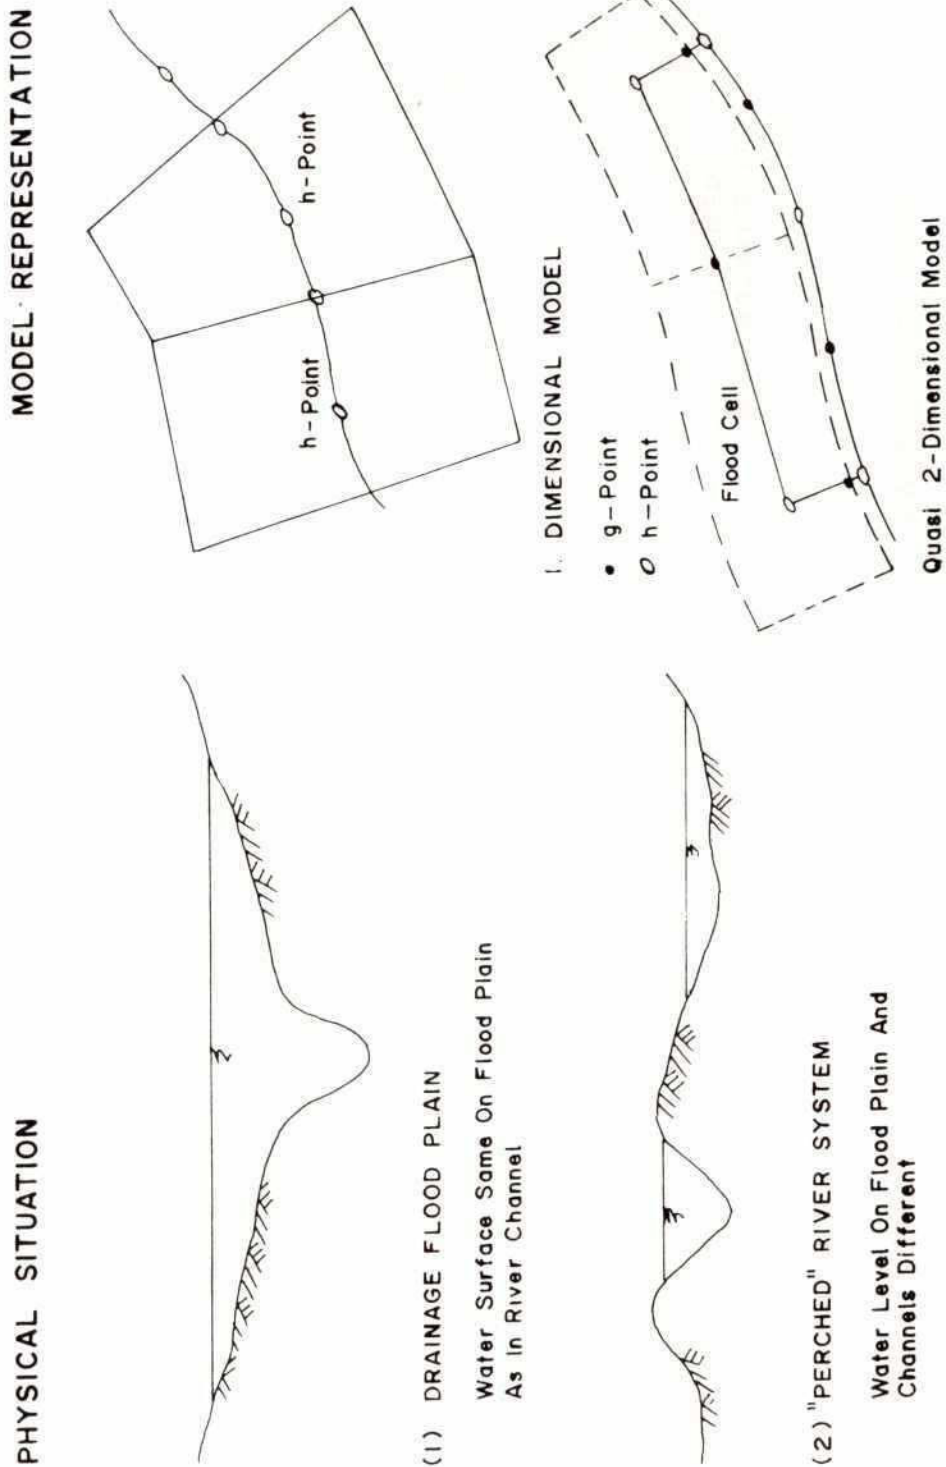 PHYSICAL SITUATION
(1) DRAINAGE FLOOD PLAIN
Water Surface Same On Flood Plain
As In River Channel
(2) "PERCHED" RIVER SYSTEM
Water Level On Flood Plain And
Channels Different
MODEL · REPRESENTATION
h-Point
h-Point
1. DIMENSIONAL MODEL
• g-Point
O h-Point
Flood Cell
Quasi 2-Dimensional Model